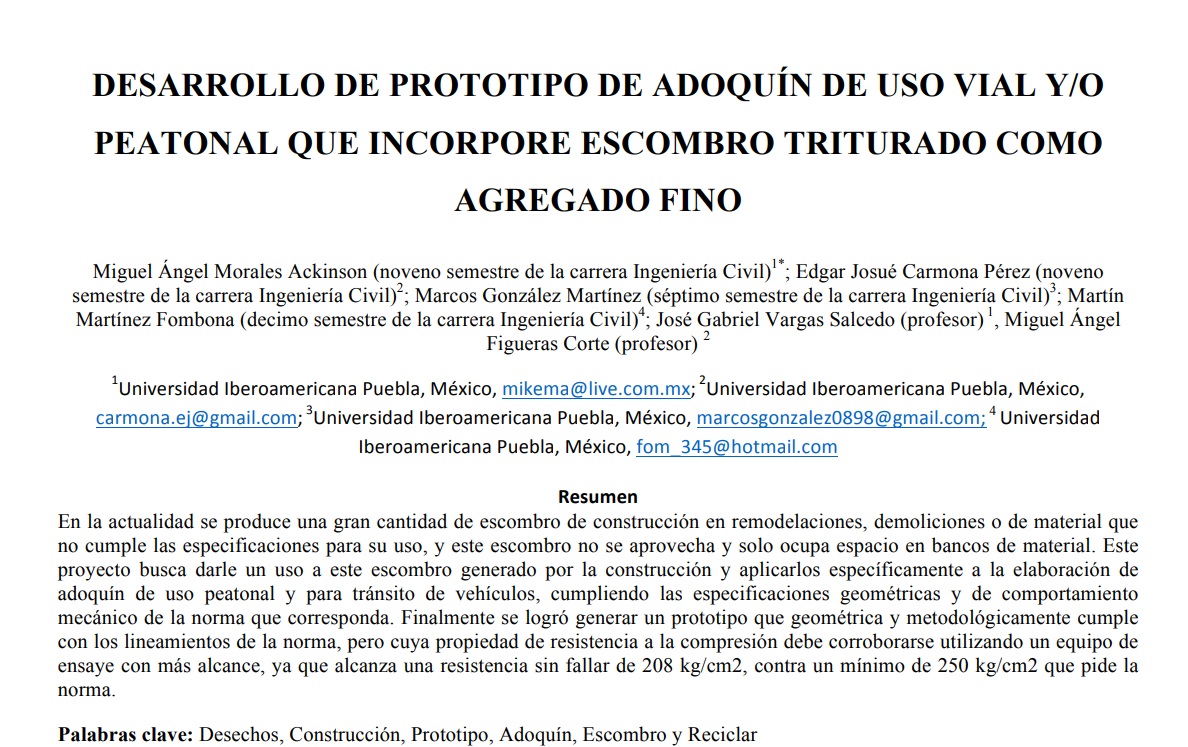 DESARROLLO DE PROTOTIPO DE ADOQUÍN DE USO VIAL Y/O
PEATONAL QUE INCORPORE ESCOMBRO TRITURADO COMO
AGREGADO FINO
Miguel Ángel Morales Ackinson (noveno semestre de la carrera Ingeniería Civil)1*; Edgar Josué Carmona Pérez (noveno
semestre de la carrera Ingeniería Civil)2; Marcos González Martínez (séptimo semestre de la carrera Ingeniería Civil)3; Martín
Martínez Fombona (decimo semestre de la carrera Ingeniería Civil)4; José Gabriel Vargas Salcedo (profesor) 1, Miguel Ángel
Figueras Corte (profesor) 2
1Universidad Iberoamericana Puebla, México, mikema@live.com.mx; 2Universidad Iberoamericana Puebla, México,
carmona.ej@gmail.com; 3Universidad Iberoamericana Puebla, México, marcosgonzalez0898@gmail.com; 4 Universidad
Iberoamericana Puebla, México, fom_345@hotmail.com
Resumen
En la actualidad se produce una gran cantidad de escombro de construcción en remodelaciones, demoliciones o de material que
no cumple las especificaciones para su uso, y este escombro no se aprovecha y solo ocupa espacio en bancos de material. Este
proyecto busca darle un uso a este escombro generado por la construcción y aplicarlos específicamente a la elaboración de
adoquín de uso peatonal y para tránsito de vehículos, cumpliendo las especificaciones geométricas y de comportamiento
mecánico de la norma que corresponda. Finalmente se logró generar un prototipo que geométrica y metodológicamente cumple
con los lineamientos de la norma, pero cuya propiedad de resistencia a la compresión debe corroborarse utilizando un equipo de
ensaye con más alcance, ya que alcanza una resistencia sin fallar de 208 kg/cm2, contra un mínimo de 250 kg/cm2 que pide la
norma.
Palabras clave: Desechos, Construcción, Prototipo, Adoquín, Escombro y Reciclar